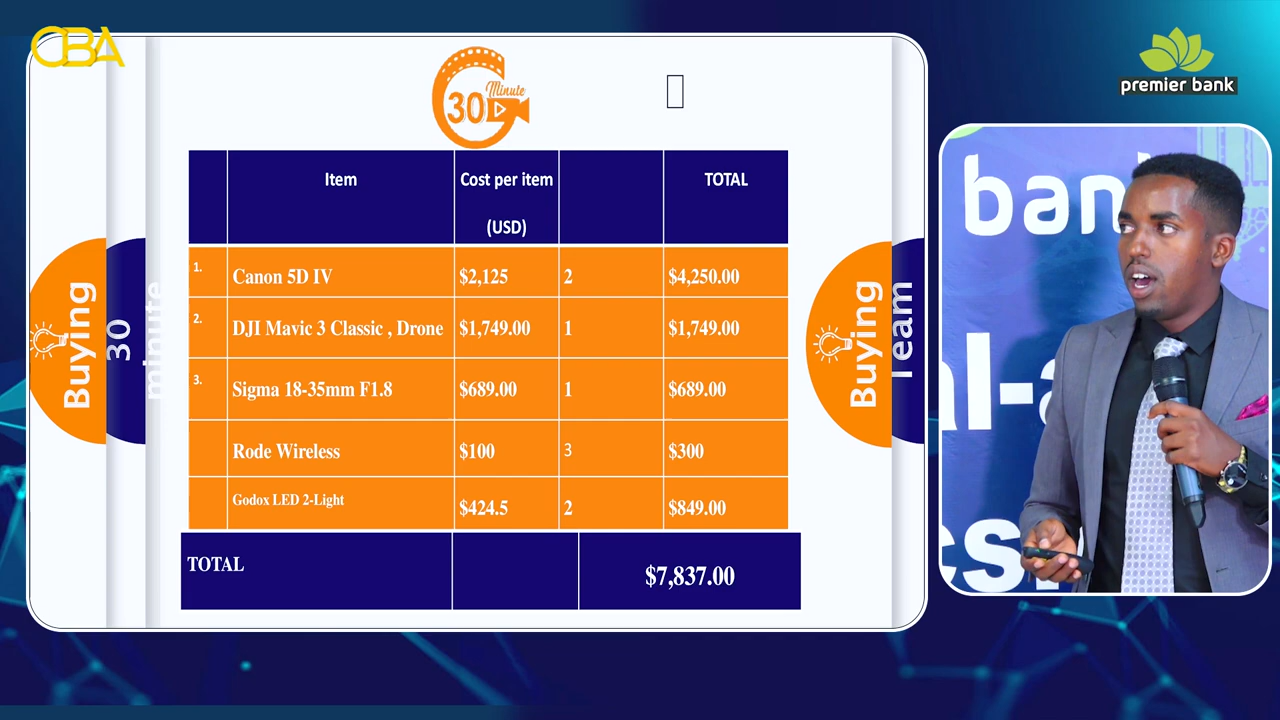 CBA
premier bank
30 Minute
Item
Cost per item
(USD)
TOTAL
1.
Canon 5D IV
$2,125
2
$4,250.00
2.
DJI Mavic 3 Classic , Drone
$1,749.00
1
$1,749.00
3.
Sigma 18-35mm F1.8
$689.00
1
$689.00
Rode Wireless
$100
3
$300
Godox LED 2-Light
$424.5
2
$849.00
TOTAL
$7,837.00
Buying
30
minute
Buying
Team